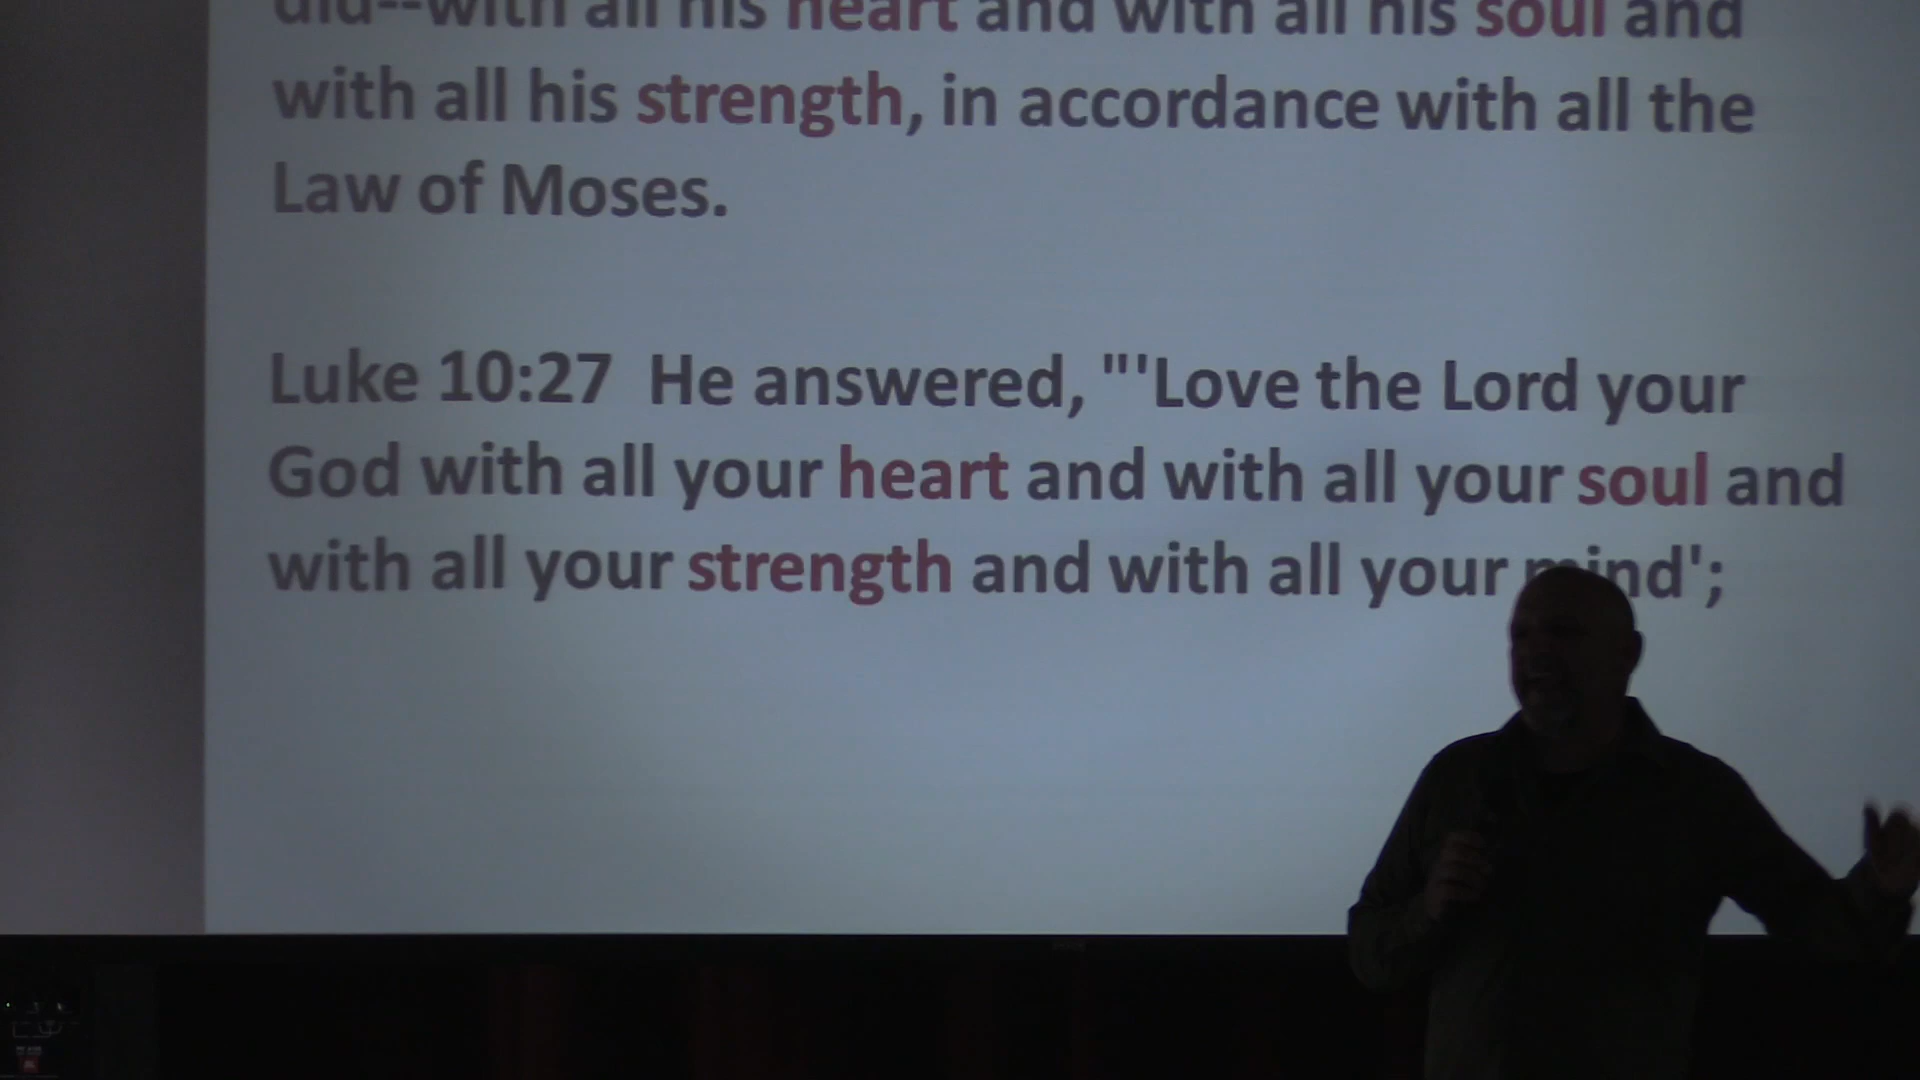 did--with all his heart and with all his soul and
with all his strength, in accordance with all the
Law of Moses.
Luke 10:27 He answered, "'Love the Lord your
God with all your heart and with all your soul and
with all your strength and with all your mind';